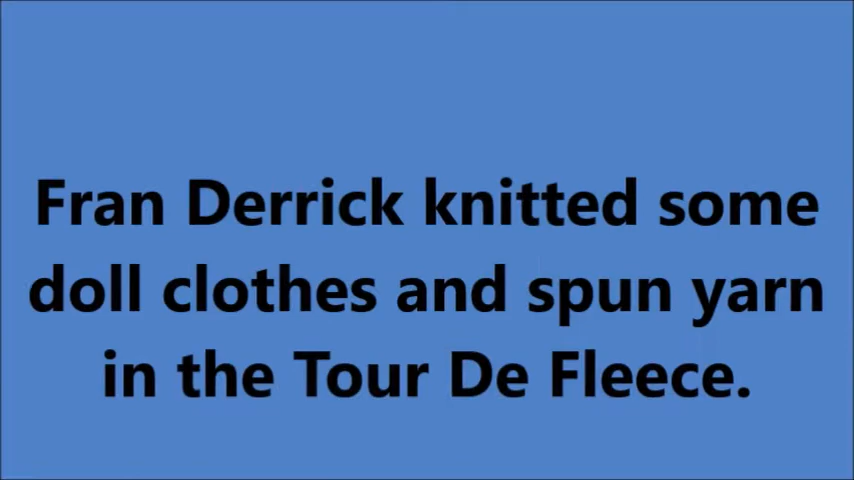 Fran Derrick knitted some
doll clothes and spun yarn
in the Tour De Fleece.